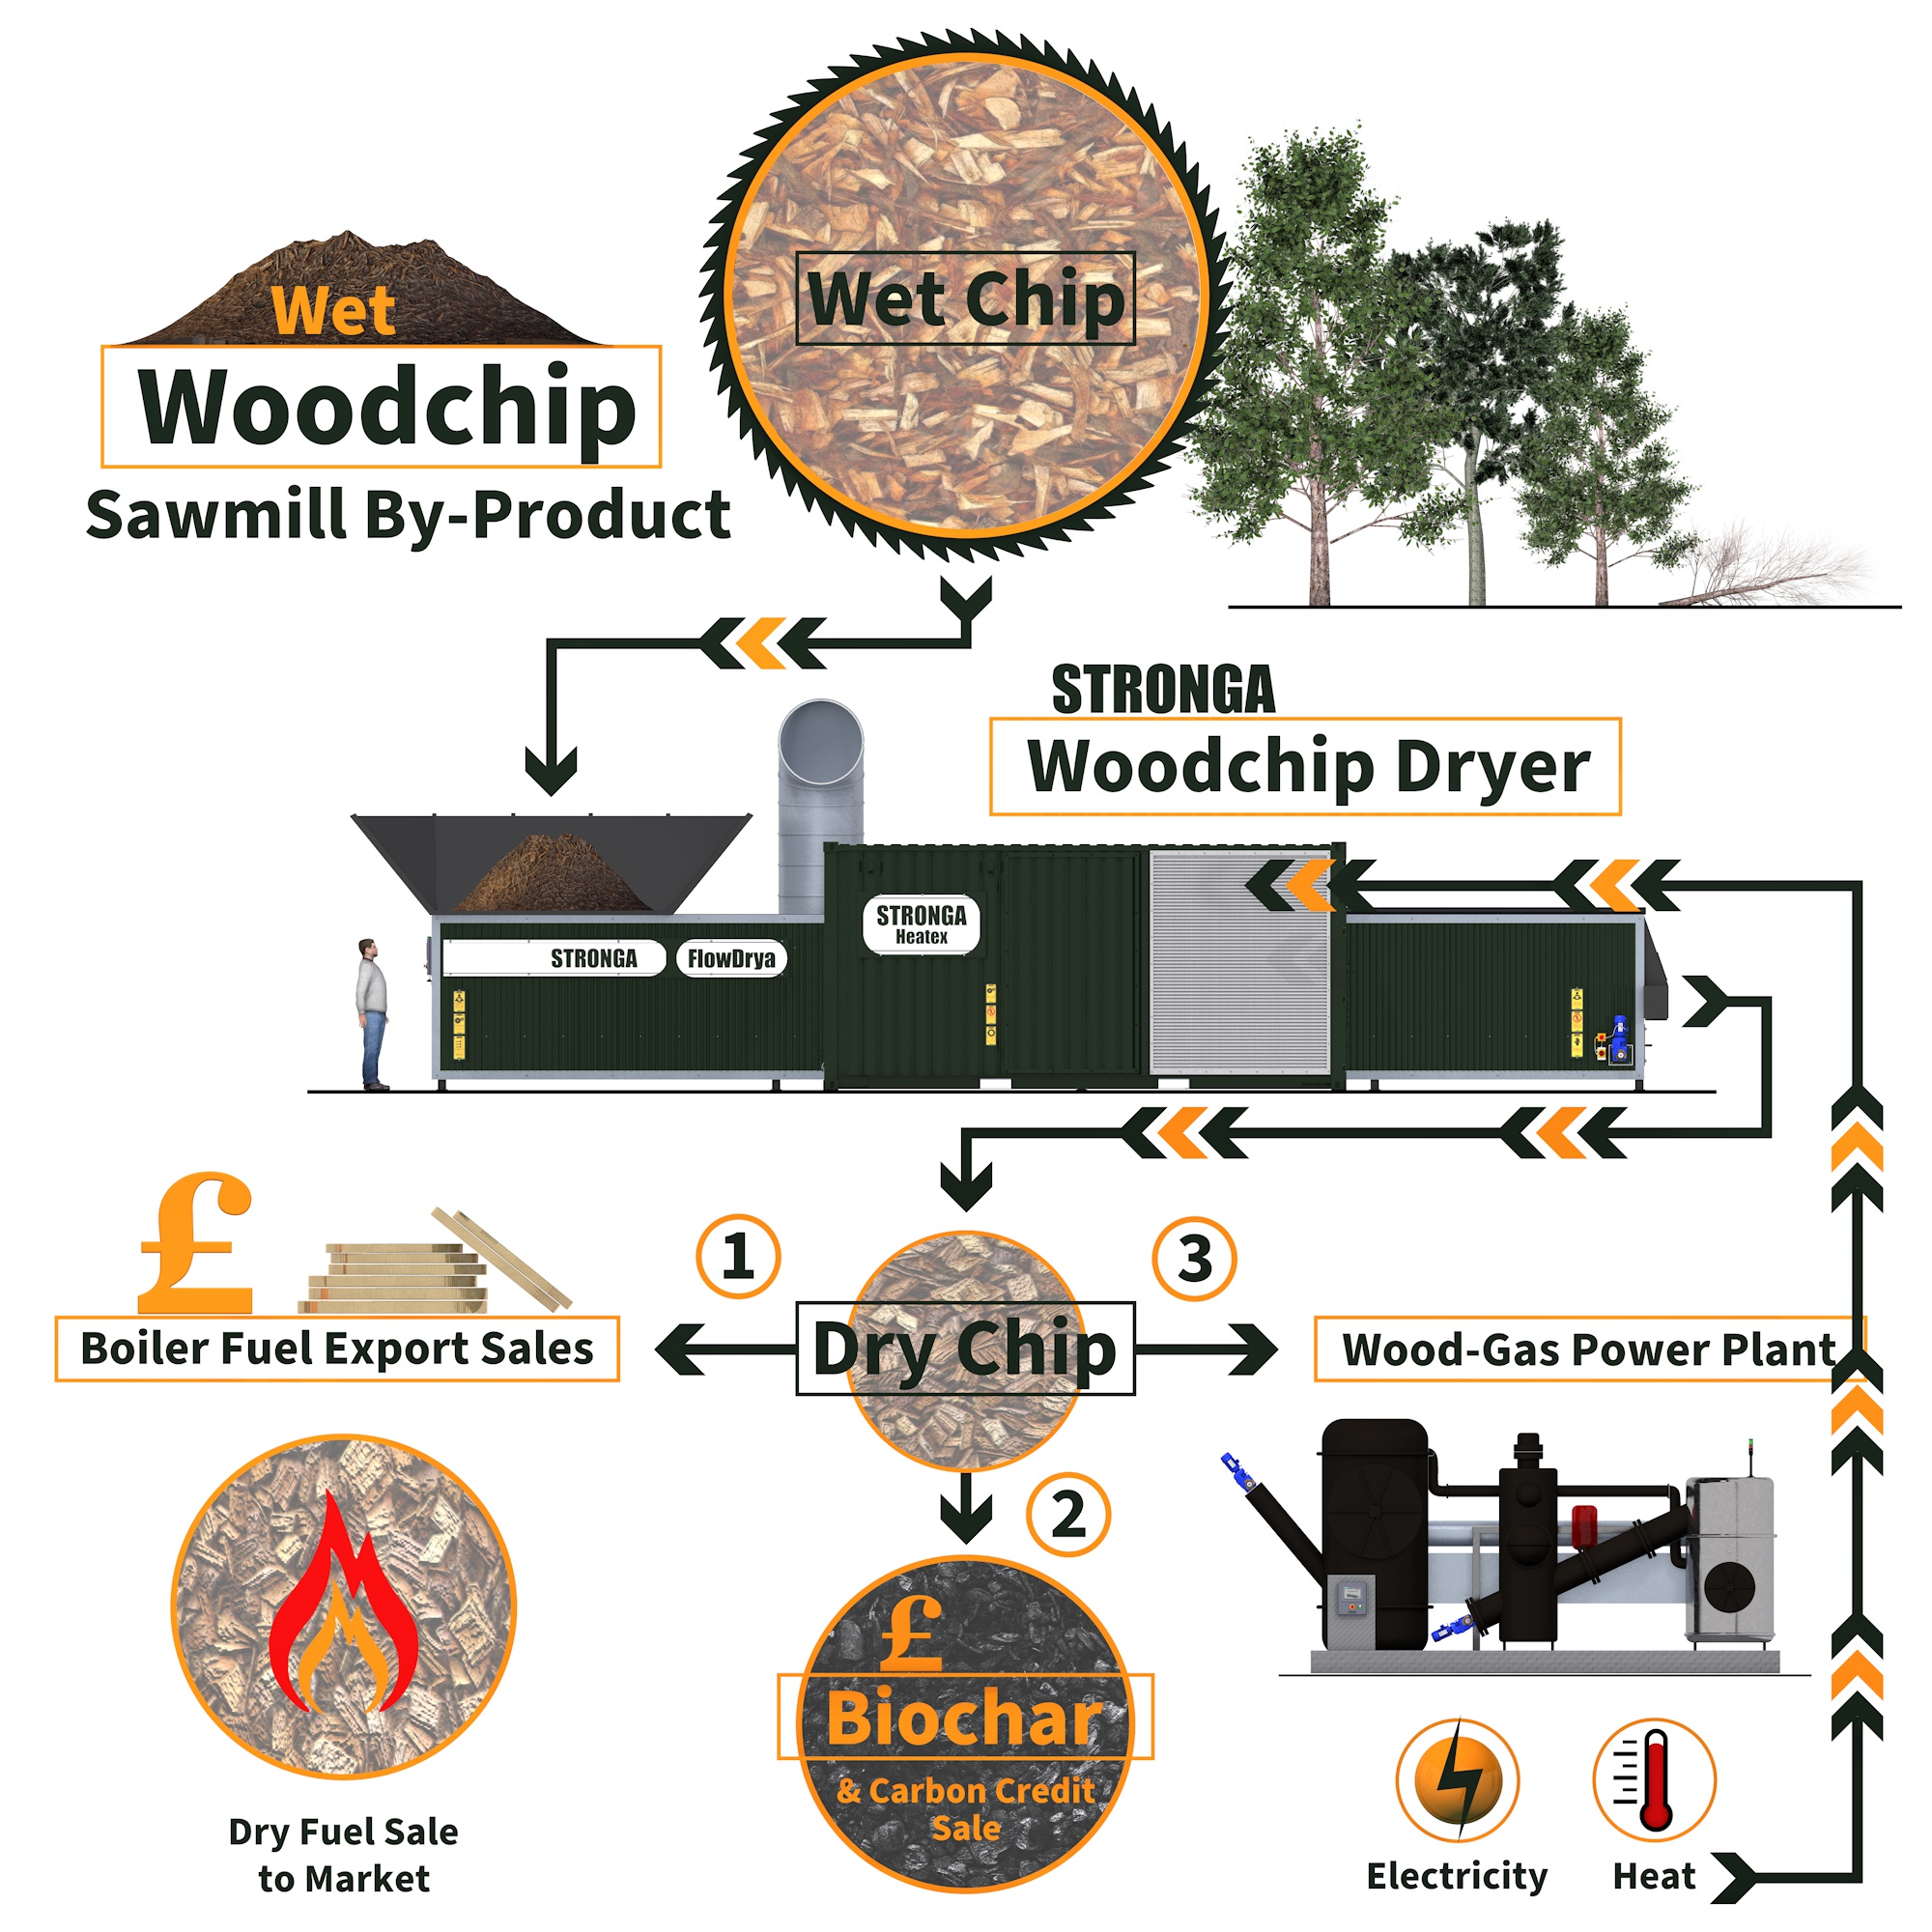 Wet Chip
Wet
Woodchip
Sawmill By-Product
STRONGA
Woodchip Dryer
STRONGA
Heatex
STRONGA
FlowDrya
1
3
£
Boiler Fuel Export Sales
Dry Chip
Wood-Gas Power Plant
2
£
Biochar
& Carbon Credit
Sale
Dry Fuel Sale
to Market
Electricity
Heat